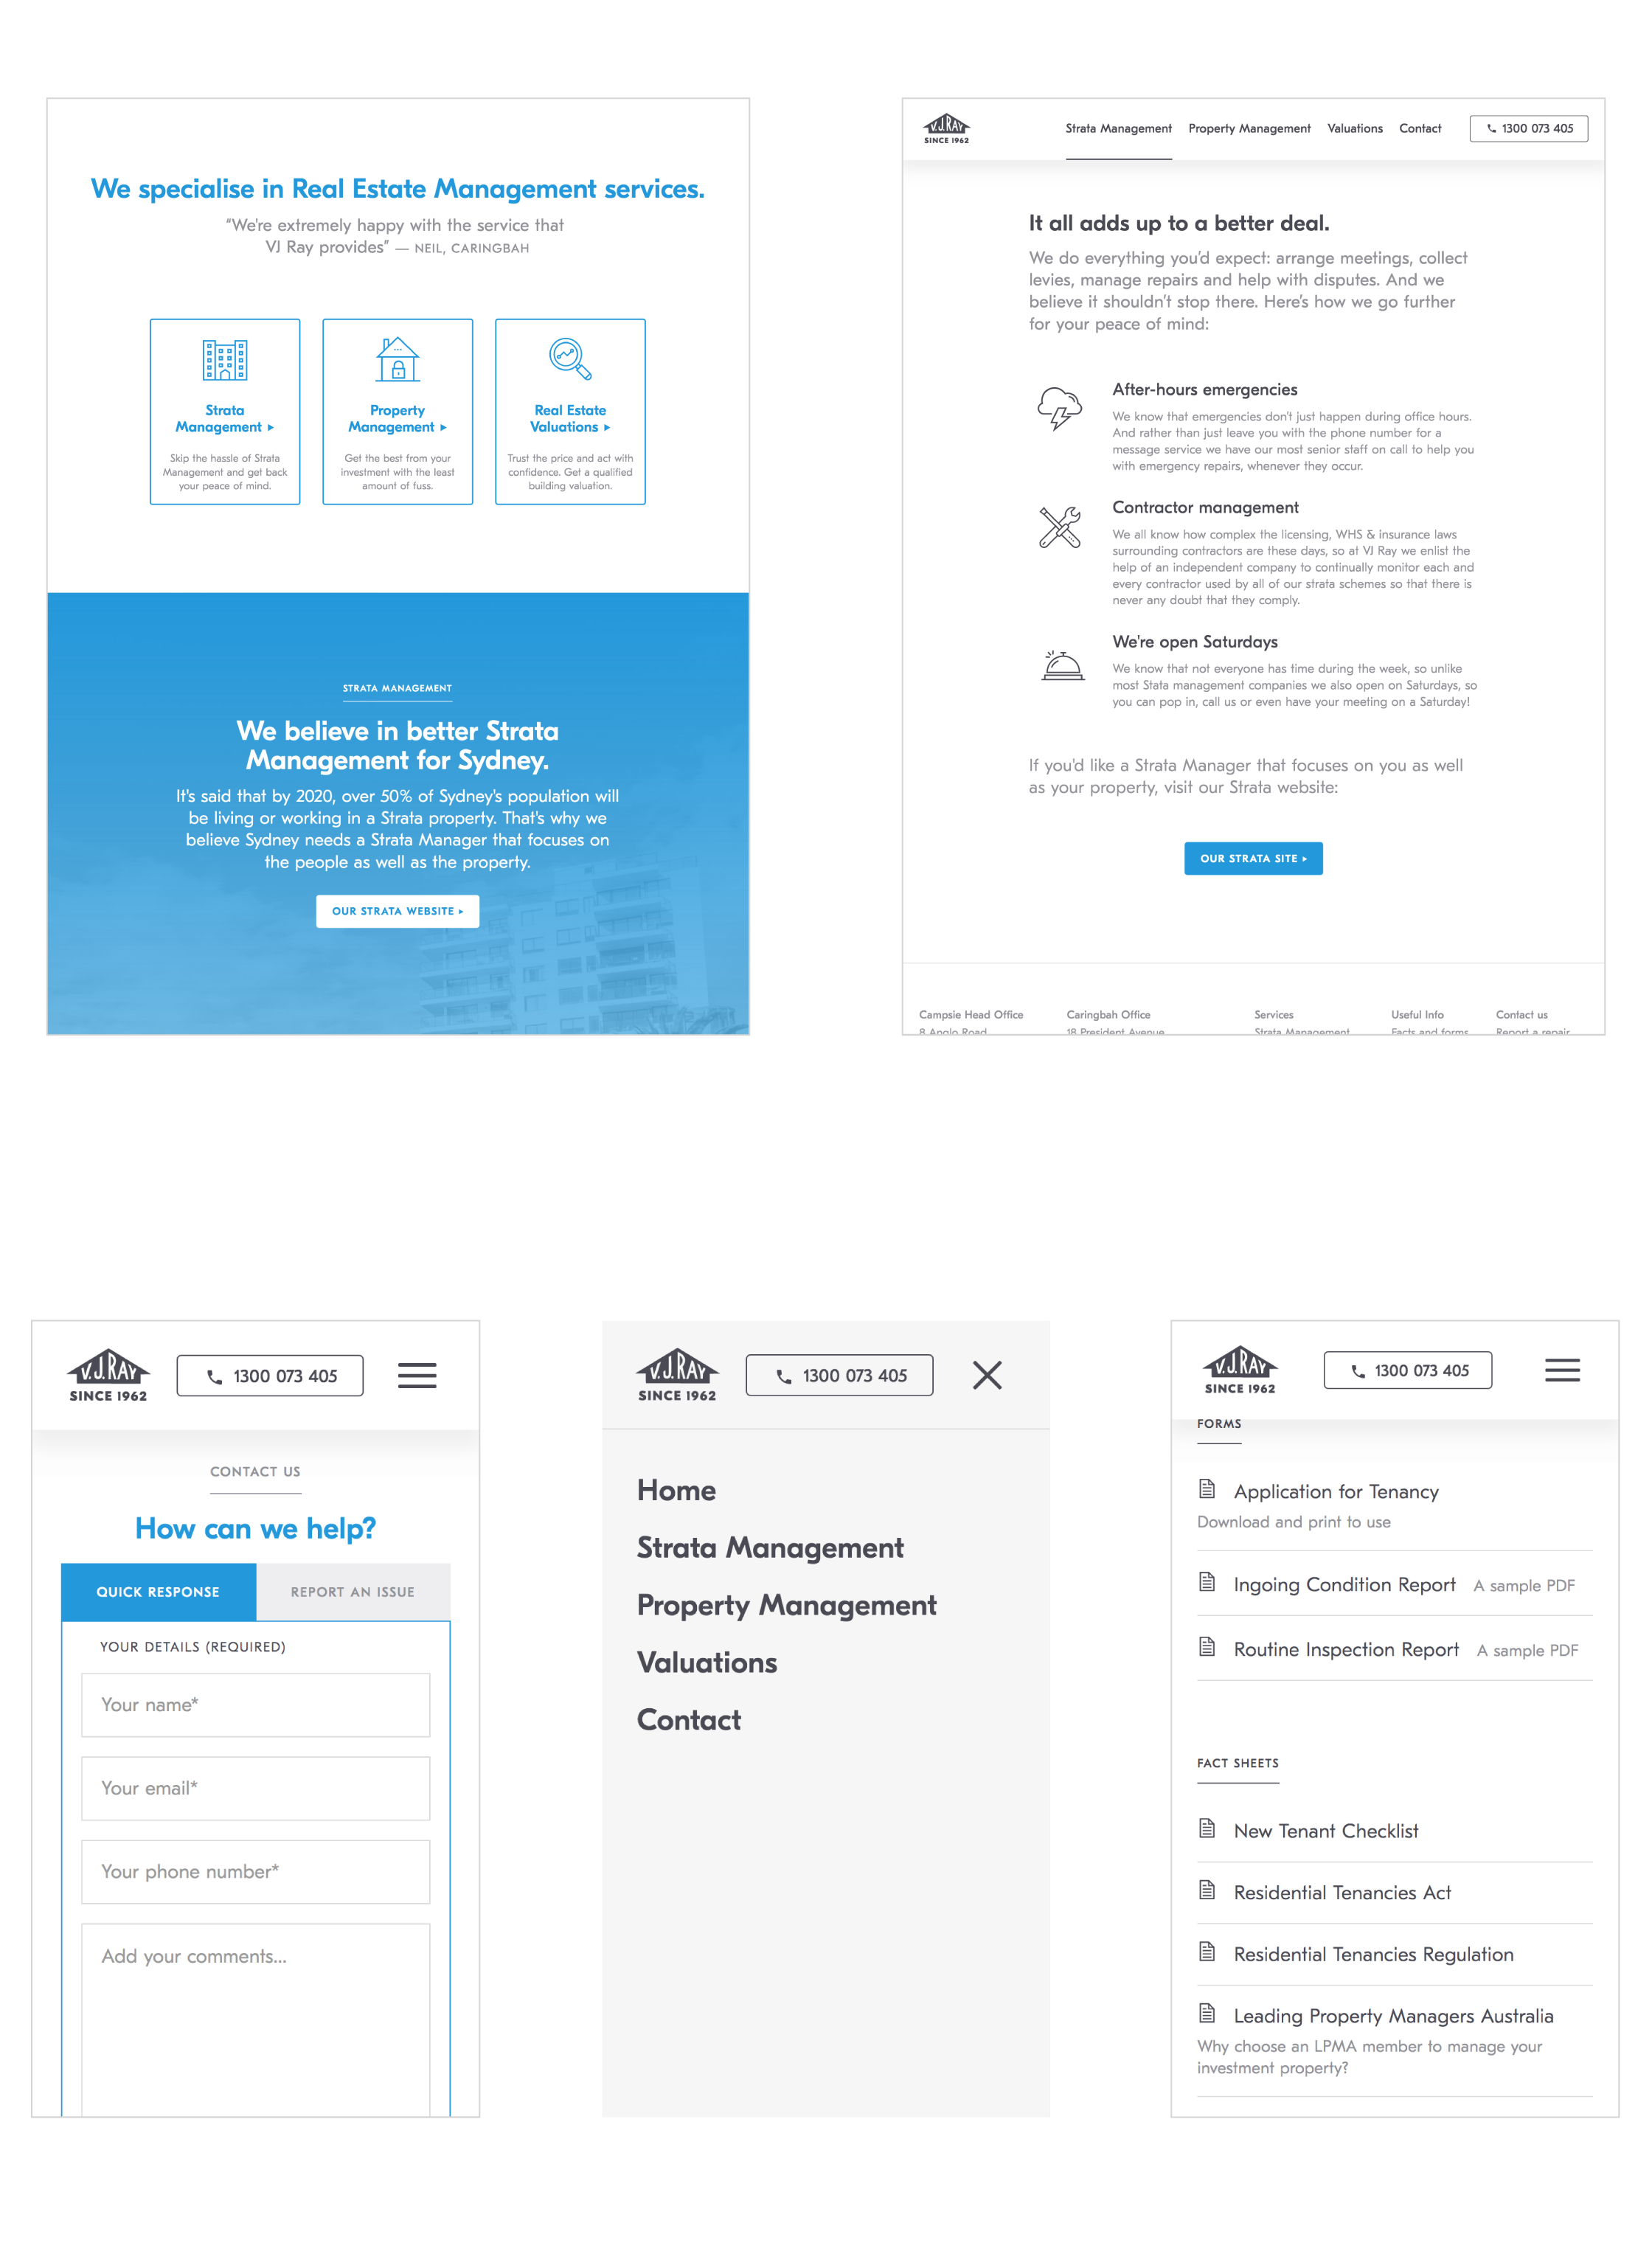 We specialise in Real Estate Management services.
“We're extremely happy with the service that
VJ Ray provides” — NEIL, CARINGBAH
Strata
Management ▸
Skip the hassle of Strata
Management and get back
your peace of mind.
Property
Management ▸
Get the best from your
investment with the least
amount of fuss.
Real Estate
Valuations ▸
Trust the price and act with
confidence. Get a qualified
building valuation.
STRATA MANAGEMENT
We believe in better Strata
Management for Sydney.
It's said that by 2020, over 50% of Sydney's population will
be living or working in a Strata property. That's why we
believe Sydney needs a Strata Manager that focuses on
the people as well as the property.
OUR STRATA WEBSITE ▸
V.J.RAY
SINCE 1962
Strata Management
Property Management
Valuations
Contact
1300 073 405
It all adds up to a better deal.
We do everything you'd expect: arrange meetings, collect
levies, manage repairs and help with disputes. And we
believe it shouldn't stop there. Here's how we go further
for your peace of mind:
After-hours emergencies
We know that emergencies don't just happen during office hours.
And rather than just leave you with the phone number for a
message service we have our most senior staff on call to help you
with emergency repairs, whenever they occur.
Contractor management
We all know how complex the licensing, WHS & insurance laws
surrounding contractors are these days, so at VJ Ray we enlist the
help of an independent company to continually monitor each and
every contractor used by all of our strata schemes so that there is
never any doubt that they comply.
We're open Saturdays
We know that not everyone has time during the week, so unlike
most Stata management companies we also open on Saturdays, so
you can pop in, call us or even have your meeting on a Saturday!
If you'd like a Strata Manager that focuses on you as well
as your property, visit our Strata website:
OUR STRATA SITE ▸
Campsie Head Office
8 Anglo Road
Caringbah Office
18 President Avenue
Services
Strata Management
Useful Info
Facts and forms
Contact us
Report a repair
V.J.RAY
SINCE 1962
1300 073 405
CONTACT US
How can we help?
QUICK RESPONSE
REPORT AN ISSUE
YOUR DETAILS (REQUIRED)
Your name*
Your email*
Your phone number*
Add your comments...
V.J.RAY
SINCE 1962
1300 073 405
Home
Strata Management
Property Management
Valuations
Contact
V.J.RAY
SINCE 1962
1300 073 405
FORMS
Application for Tenancy
Download and print to use
Ingoing Condition Report A sample PDF
Routine Inspection Report A sample PDF
FACT SHEETS
New Tenant Checklist
Residential Tenancies Act
Residential Tenancies Regulation
Leading Property Managers Australia
Why choose an LPMA member to manage your
investment property?